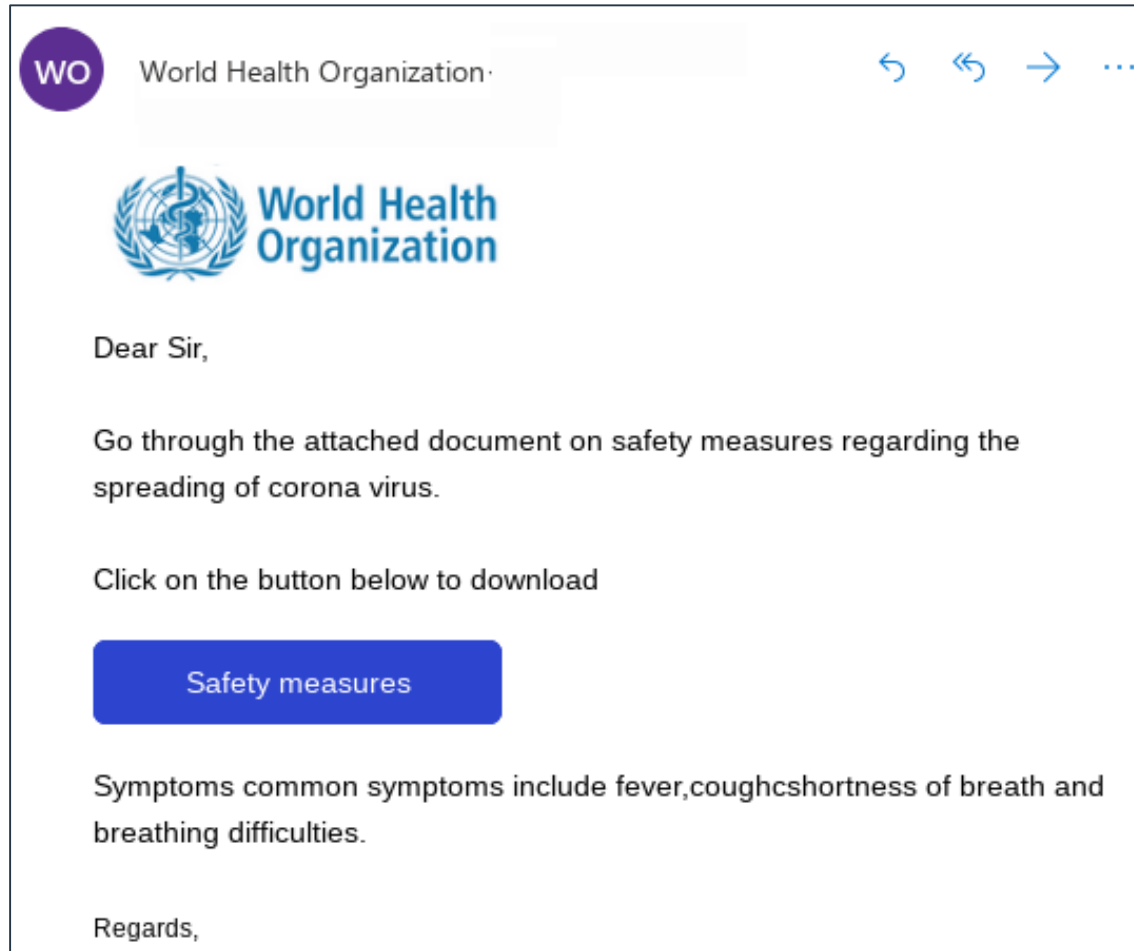 WO
World Health Organization
World Health
Organization
Dear Sir,
Go through the attached document on safety measures regarding the
spreading of corona virus.
Click on the button below to download
Safety measures
Symptoms common symptoms include fever,coughcshortness of breath and
breathing difficulties.
Regards,